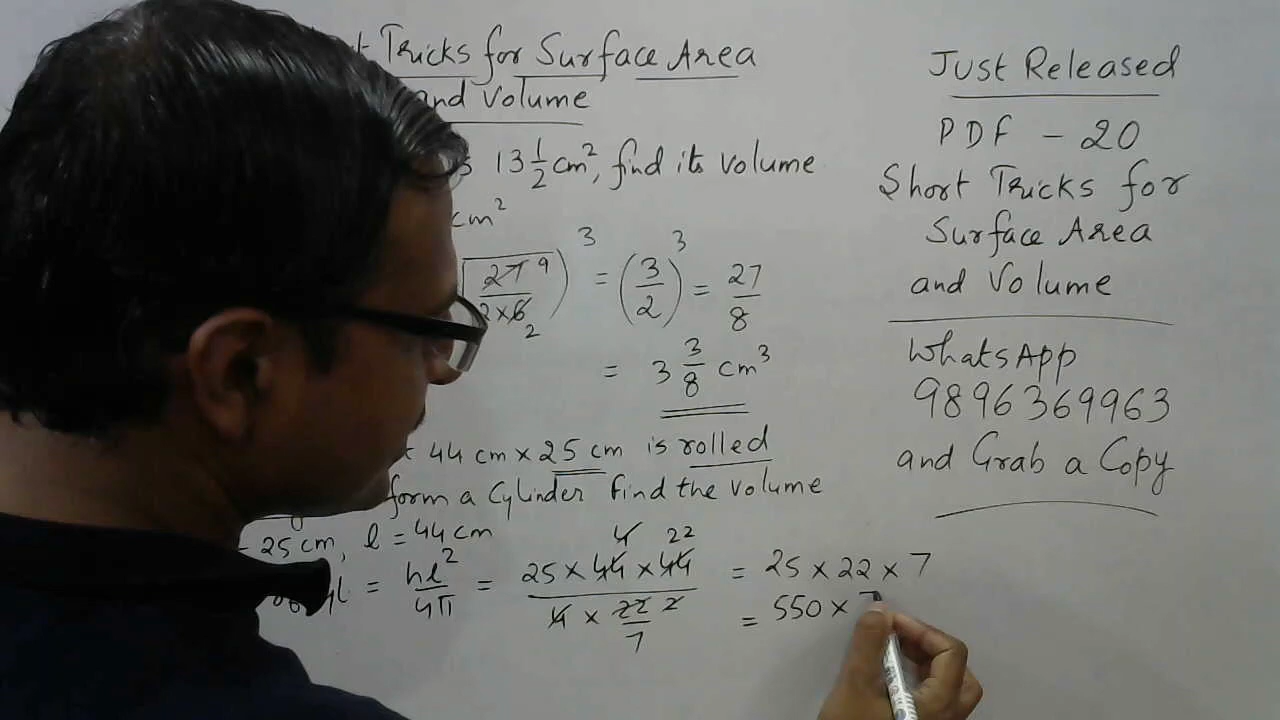 Tricks for Surface Area
and Volume
13 1/2 cm², find its volume
cm²
27 9 / 2×6 2 )³ = (3/2)³ = 27/8
= 3 3/8 cm³
44 cm × 25 cm is rolled
form a Cylinder find the volume
25 cm, l = 44 cm
= hl²/4π = 25 × 44 × 44 / 4 × 22/7 = 25 × 22 × 7
4 22
2
= 550 × 7
Just Released
PDF - 20
Short Tricks for
Surface Area
and Volume
WhatsApp
9896369963
and Grab a Copy